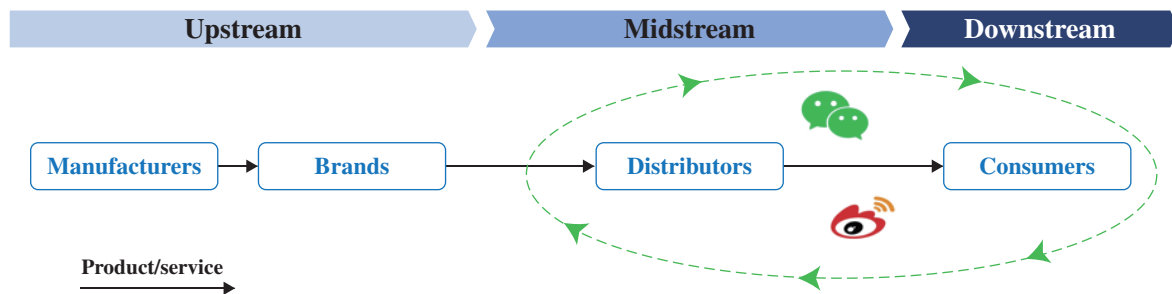 Upstream
Midstream
Downstream
Manufacturers
Brands
Distributors
Consumers
Product/service